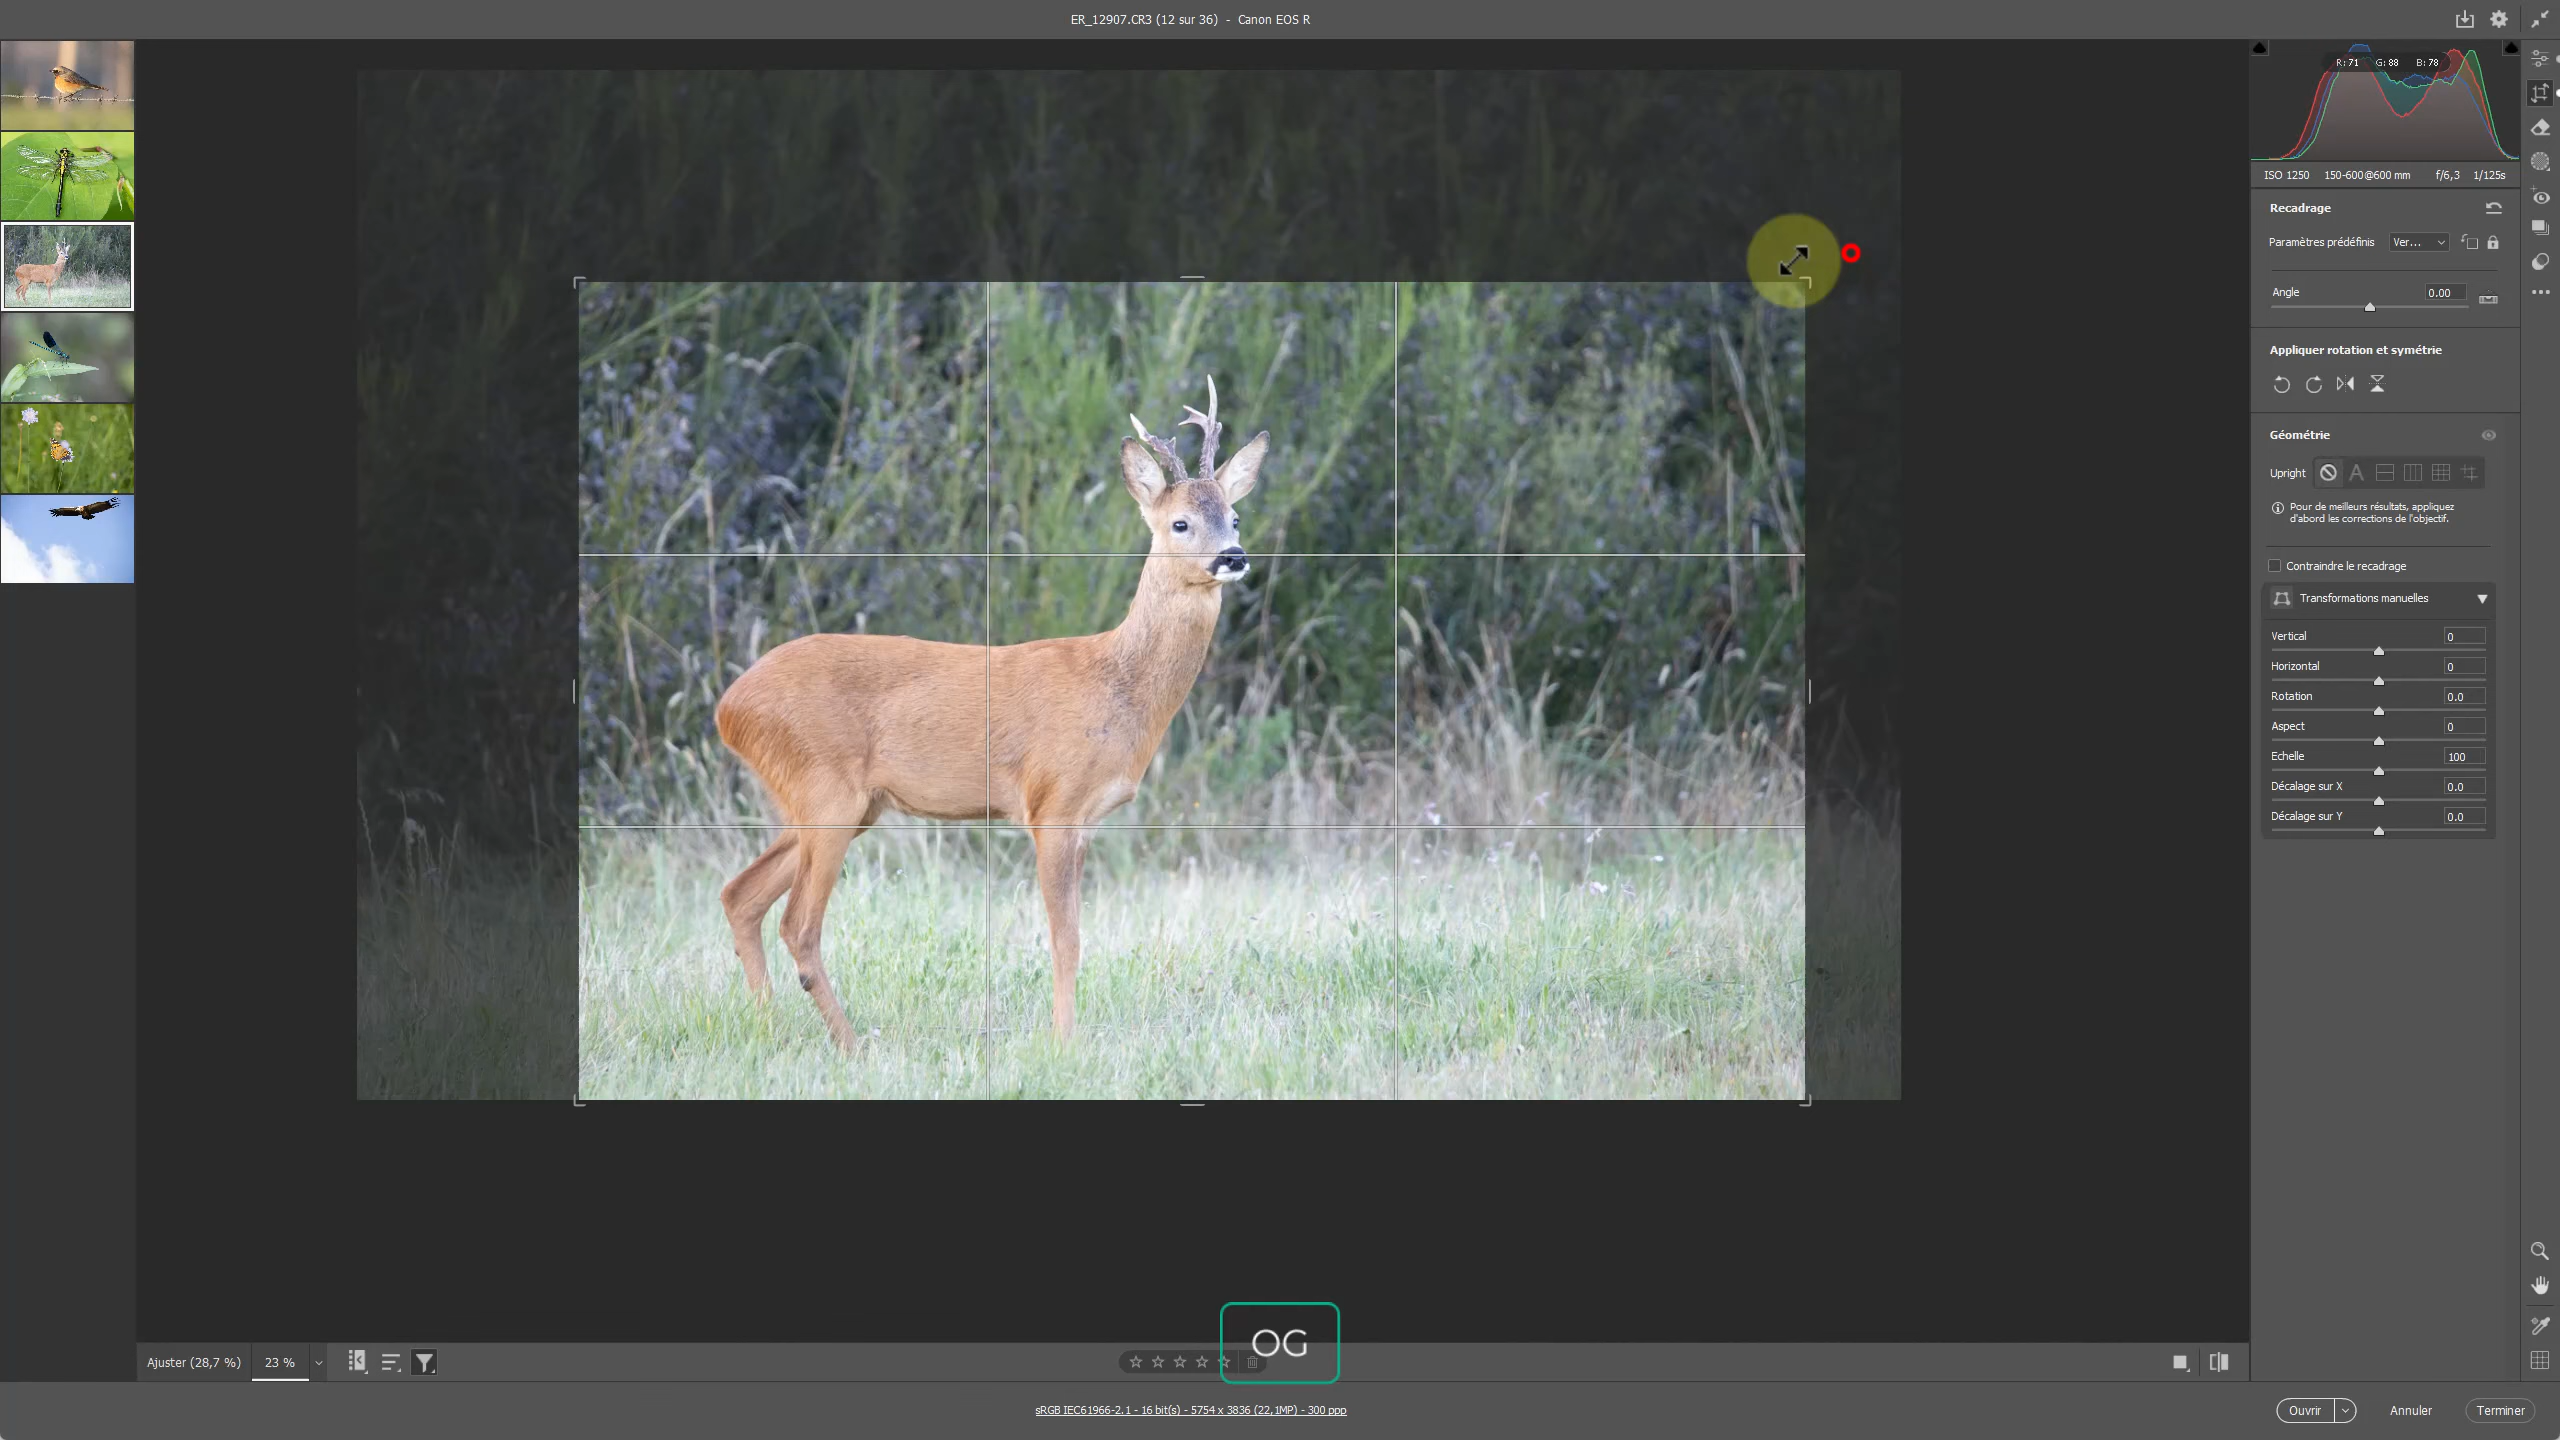 ER_12907.CR3 (12 sur 36) - Canon EOS R
R: 71 G: 88 B: 78
ISO 1250 150-600@600 mm f/6,3 1/125s
Recadrage
Paramètres prédéfinis Ver...
Angle 0.00
Appliquer rotation et symétrie
Géométrie
Upright A
Pour de meilleurs résultats, appliquez
d'abord les corrections de l'objectif.
Contraindre le recadrage
Transformations manuelles
Vertical 0
Horizontal 0
Rotation 0.0
Aspect 0
Echelle 100
Décalage sur X 0.0
Décalage sur Y 0.0
OG
Ajuster (28,7 %) 23 %
sRGB IEC61966-2.1 - 16 bit(s) - 5754 x 3836 (22,1MP) - 300 ppp
Ouvrir Annuler Terminer